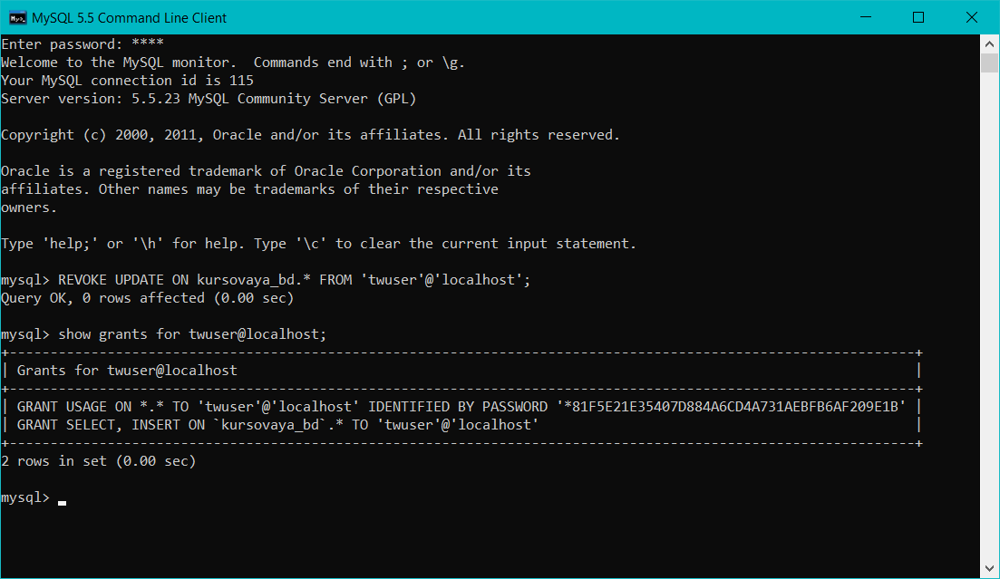 MySQL 5.5 Command Line Client
Enter password: ****
Welcome to the MySQL monitor.  Commands end with ; or \g.
Your MySQL connection id is 115
Server version: 5.5.23 MySQL Community Server (GPL)
Copyright (c) 2000, 2011, Oracle and/or its affiliates. All rights reserved.
Oracle is a registered trademark of Oracle Corporation and/or its
affiliates. Other names may be trademarks of their respective
owners.
Type 'help;' or '\h' for help. Type '\c' to clear the current input statement.
mysql> REVOKE UPDATE ON kursovaya_bd.* FROM 'twuser'@'localhost';
Query OK, 0 rows affected (0.00 sec)
mysql> show grants for twuser@localhost;
+---------------------------------------------------------------------------------------------------------------+
| Grants for twuser@localhost                                                                                   |
+---------------------------------------------------------------------------------------------------------------+
| GRANT USAGE ON *.* TO 'twuser'@'localhost' IDENTIFIED BY PASSWORD '*81F5E21E35407D884A6CD4A731AEBFB6AF209E1B' |
| GRANT SELECT, INSERT ON `kursovaya_bd`.* TO 'twuser'@'localhost'                                              |
+---------------------------------------------------------------------------------------------------------------+
2 rows in set (0.00 sec)
mysql>